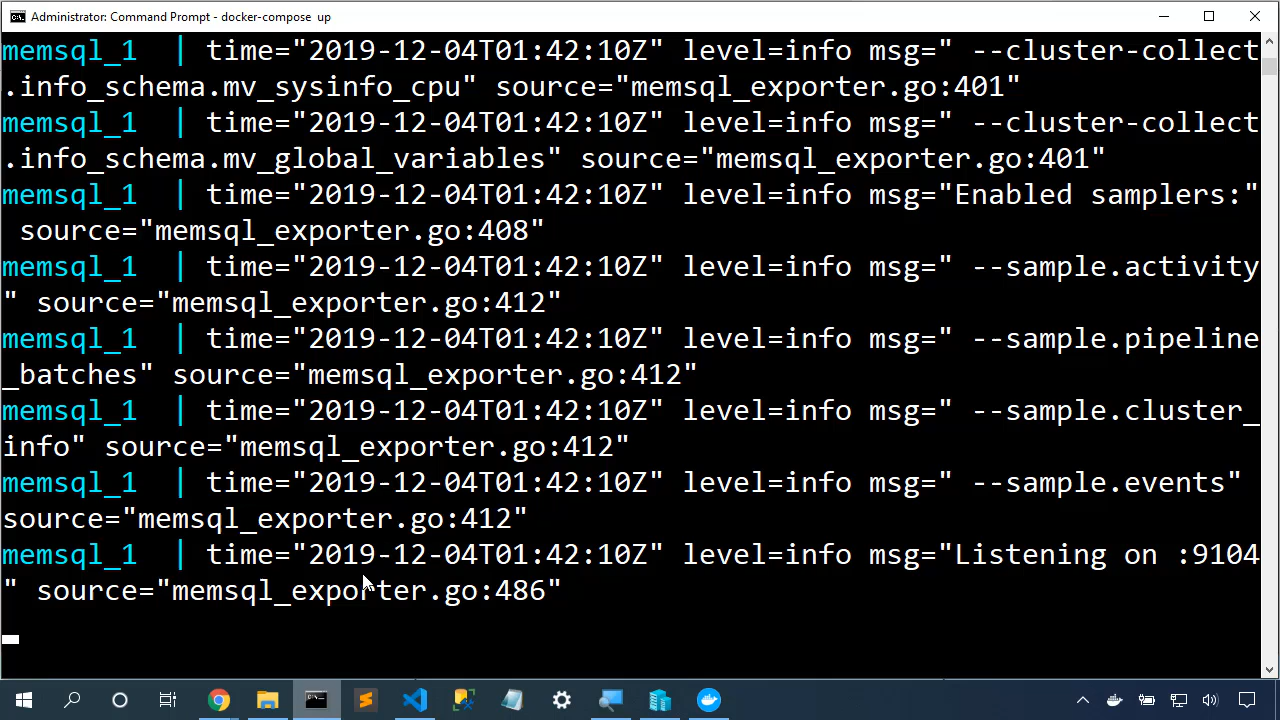 Administrator: Command Prompt - docker-compose  up
memsql_1  | time="2019-12-04T01:42:10Z" level=info msg=" --cluster-collect
.info_schema.mv_sysinfo_cpu" source="memsql_exporter.go:401"
memsql_1  | time="2019-12-04T01:42:10Z" level=info msg=" --cluster-collect
.info_schema.mv_global_variables" source="memsql_exporter.go:401"
memsql_1  | time="2019-12-04T01:42:10Z" level=info msg="Enabled samplers:"
 source="memsql_exporter.go:408"
memsql_1  | time="2019-12-04T01:42:10Z" level=info msg=" --sample.activity
" source="memsql_exporter.go:412"
memsql_1  | time="2019-12-04T01:42:10Z" level=info msg=" --sample.pipeline
_batches" source="memsql_exporter.go:412"
memsql_1  | time="2019-12-04T01:42:10Z" level=info msg=" --sample.cluster_
info" source="memsql_exporter.go:412"
memsql_1  | time="2019-12-04T01:42:10Z" level=info msg=" --sample.events"
source="memsql_exporter.go:412"
memsql_1  | time="2019-12-04T01:42:10Z" level=info msg="Listening on :9104
" source="memsql_exporter.go:486"